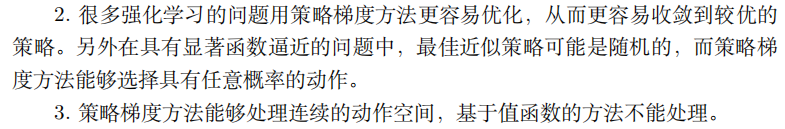 2. 很多强化学习的问题用策略梯度方法更容易优化，从而更容易收敛到较优的
策略。另外在具有显著函数逼近的问题中，最佳近似策略可能是随机的，而策略梯
度方法能够选择具有任意概率的动作。
3. 策略梯度方法能够处理连续的动作空间，基于值函数的方法不能处理。